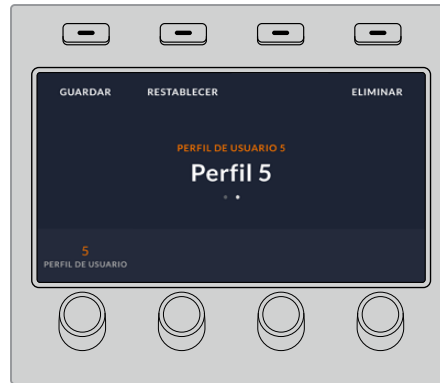 GUARDAR RESTABLECER ELIMINAR
PERFIL DE USUARIO 5
Perfil 5
5
PERFIL DE USUARIO